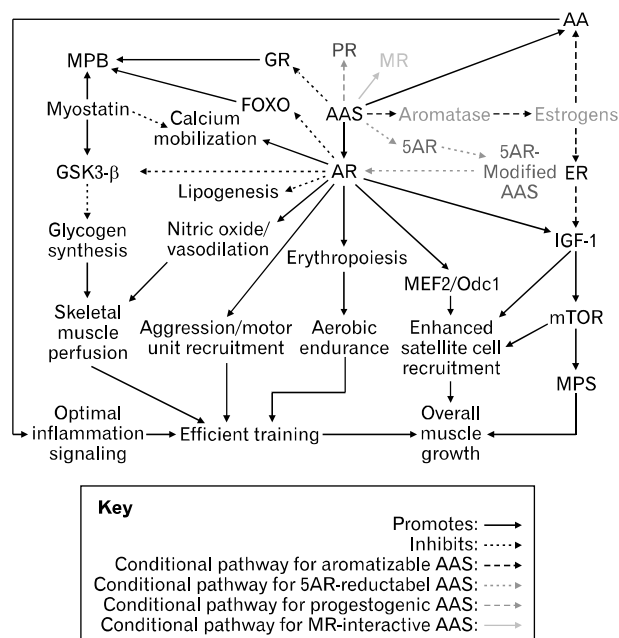 AA
PR
MR
MPB
GR
FOXO
Myostatin
Calcium
mobilization
AAS
Aromatase
Estrogens
5AR
5AR-
Modified
AAS
GSK3-β
Lipogenesis
AR
ER
Glycogen
synthesis
Nitric oxide/
vasodilation
Erythropoiesis
IGF-1
MEF2/Odc1
Skeletal
muscle
perfusion
Aggression/motor
unit recruitment
Aerobic
endurance
Enhanced
satellite cell
recruitment
mTOR
MPS
Optimal
inflammation
signaling
Efficient training
Overall
muscle
growth
Key
Promotes:
Inhibits:
Conditional pathway for aromatizable AAS:
Conditional pathway for 5AR-reductabel AAS:
Conditional pathway for progestogenic AAS:
Conditional pathway for MR-interactive AAS: